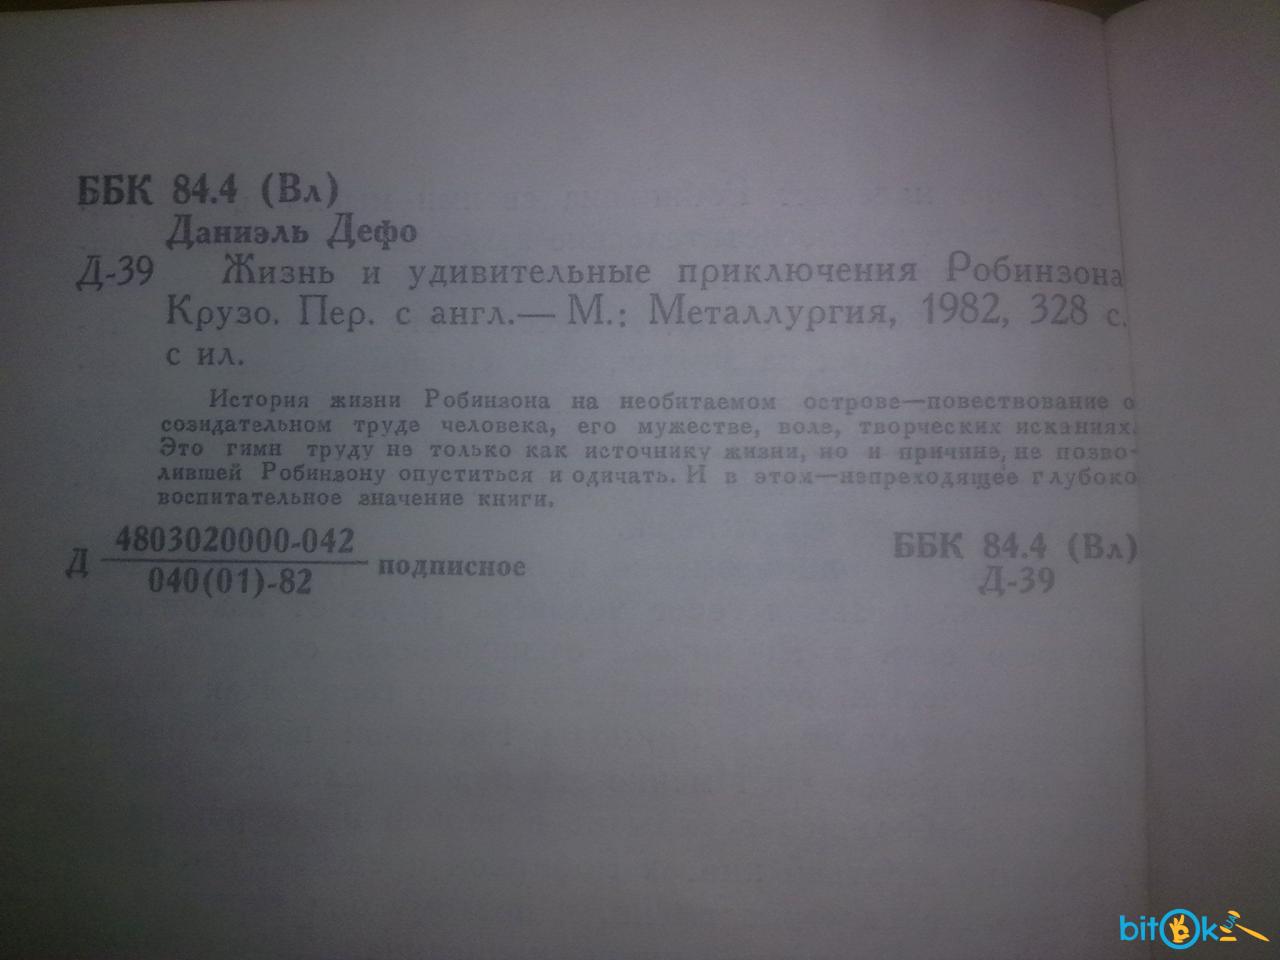 ББК 84.4 (Вл)
Даниэль Дефо
Д-39 Жизнь и удивительные приключения Робинзона
Крузо. Пер. с англ.— М.: Металлургия, 1982, 328 с.
с ил.
История жизни Робинзона на необитаемом острове—повествование о
созидательном труде человека, его мужестве, воле, творческих исканиях.
Это гимн труду не только как источнику жизни, но и причине, не позво-
лившей Робинзону опуститься и одичать. И в этом—непреходящее глубоко
воспитательное значение книги.
Д 4803020000-042
040(01)-82 подписное
ББК 84.4 (Вл)
Д-39
bitok.ua